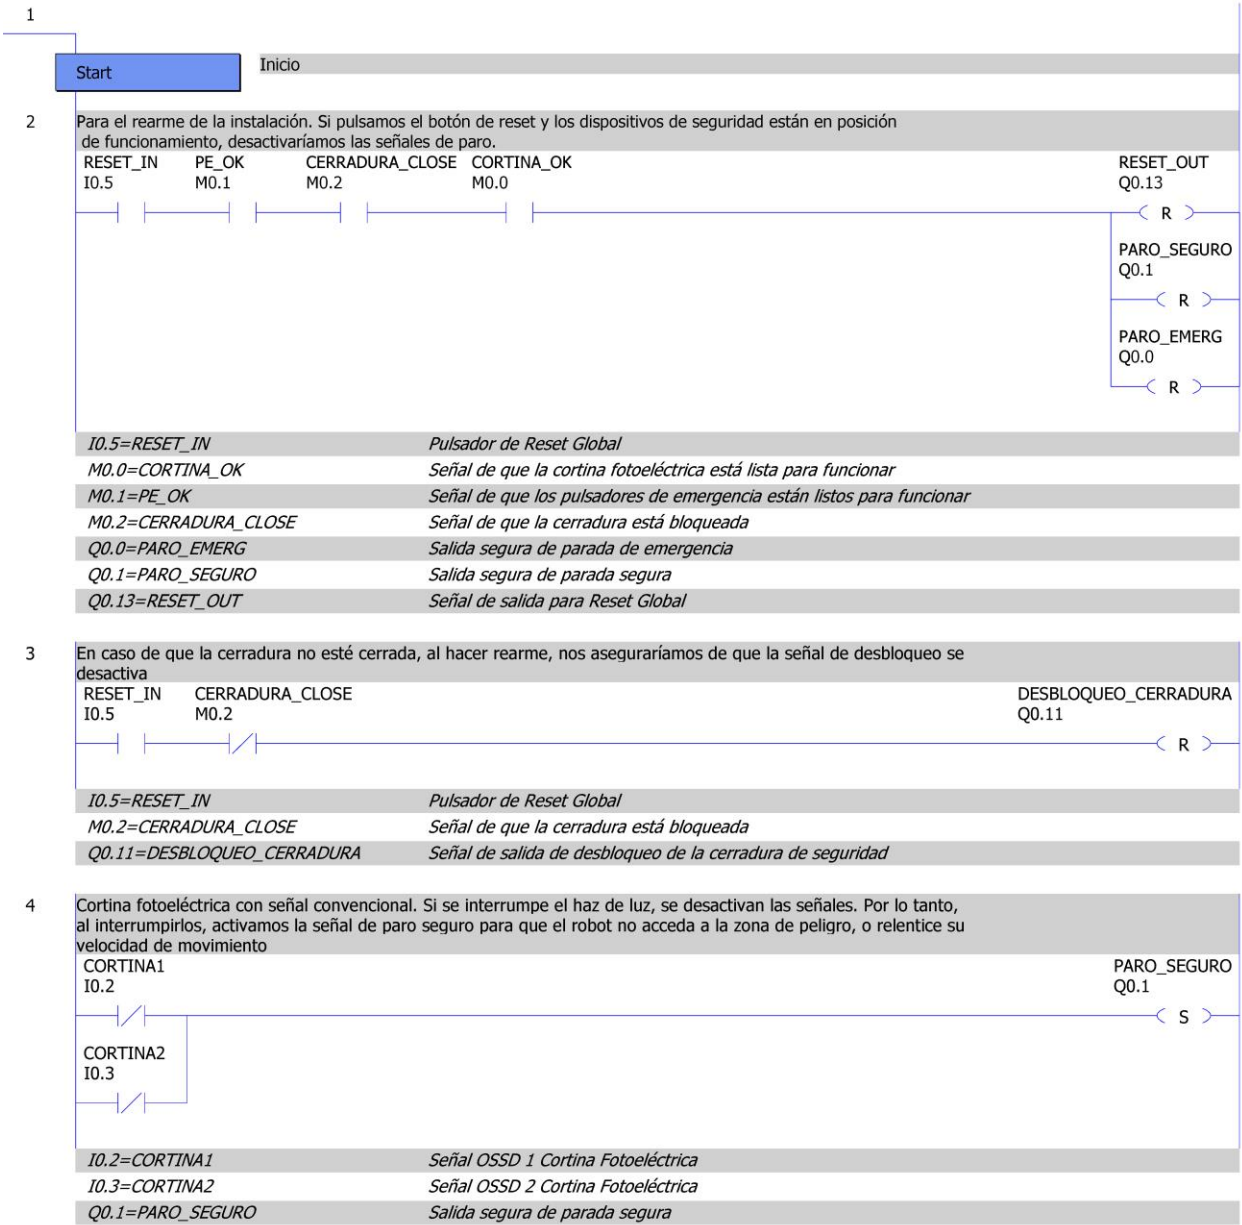 1
Start
Inicio
2
Para el rearme de la instalación. Si pulsamos el botón de reset y los dispositivos de seguridad están en posición
de funcionamiento, desactivaríamos las señales de paro.
RESET_IN PE_OK CERRADURA_CLOSE CORTINA_OK RESET_OUT
I0.5 M0.1 M0.2 M0.0 Q0.13
R
PARO_SEGURO
Q0.1
R
PARO_EMERG
Q0.0
R
I0.5=RESET_IN Pulsador de Reset Global
M0.0=CORTINA_OK Señal de que la cortina fotoeléctrica está lista para funcionar
M0.1=PE_OK Señal de que los pulsadores de emergencia están listos para funcionar
M0.2=CERRADURA_CLOSE Señal de que la cerradura está bloqueada
Q0.0=PARO_EMERG Salida segura de parada de emergencia
Q0.1=PARO_SEGURO Salida segura de parada segura
Q0.13=RESET_OUT Señal de salida para Reset Global
3
En caso de que la cerradura no esté cerrada, al hacer rearme, nos aseguraríamos de que la señal de desbloqueo se
desactiva
RESET_IN CERRADURA_CLOSE DESBLOQUEO_CERRADURA
I0.5 M0.2 Q0.11
R
I0.5=RESET_IN Pulsador de Reset Global
M0.2=CERRADURA_CLOSE Señal de que la cerradura está bloqueada
Q0.11=DESBLOQUEO_CERRADURA Señal de salida de desbloqueo de la cerradura de seguridad
4
Cortina fotoeléctrica con señal convencional. Si se interrumpe el haz de luz, se desactivan las señales. Por lo tanto,
al interrumpirlos, activamos la señal de paro seguro para que el robot no acceda a la zona de peligro, o relentice su
velocidad de movimiento
CORTINA1 PARO_SEGURO
I0.2 Q0.1
S
CORTINA2
I0.3
I0.2=CORTINA1 Señal OSSD 1 Cortina Fotoeléctrica
I0.3=CORTINA2 Señal OSSD 2 Cortina Fotoeléctrica
Q0.1=PARO_SEGURO Salida segura de parada segura